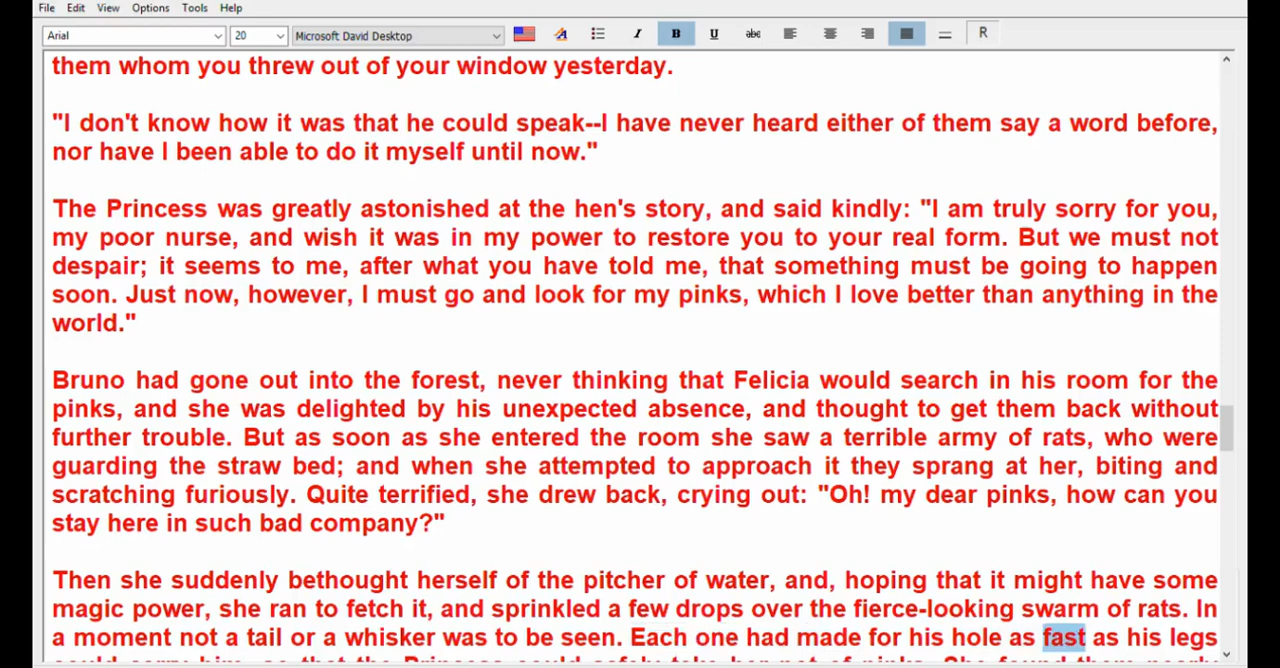 File Edit View Options Tools Help
Arial 20 Microsoft David Desktop A I B U abc R
them whom you threw out of your window yesterday.
"I don't know how it was that he could speak--I have never heard either of them say a word before,
nor have I been able to do it myself until now."
The Princess was greatly astonished at the hen's story, and said kindly: "I am truly sorry for you,
my poor nurse, and wish it was in my power to restore you to your real form. But we must not
despair; it seems to me, after what you have told me, that something must be going to happen
soon. Just now, however, I must go and look for my pinks, which I love better than anything in the
world."
Bruno had gone out into the forest, never thinking that Felicia would search in his room for the
pinks, and she was delighted by his unexpected absence, and thought to get them back without
further trouble. But as soon as she entered the room she saw a terrible army of rats, who were
guarding the straw bed; and when she attempted to approach it they sprang at her, biting and
scratching furiously. Quite terrified, she drew back, crying out: "Oh! my dear pinks, how can you
stay here in such bad company?"
Then she suddenly bethought herself of the pitcher of water, and, hoping that it might have some
magic power, she ran to fetch it, and sprinkled a few drops over the fierce-looking swarm of rats. In
a moment not a tail or a whisker was to be seen. Each one had made for his hole as fast as his legs